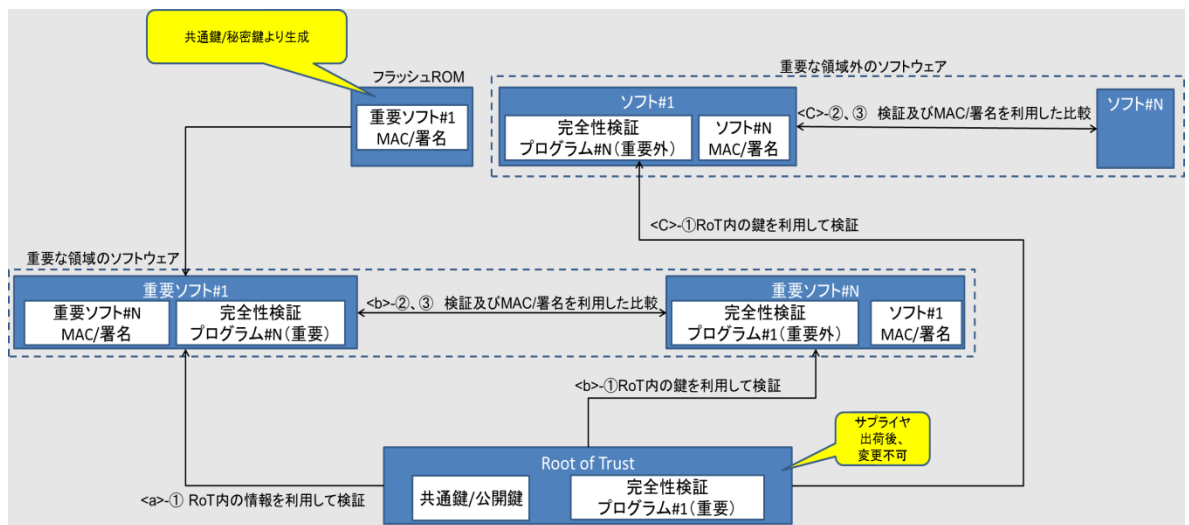 共通鍵/秘密鍵より生成
フラッシュROM
重要ソフト#1
MAC/署名
重要な領域外のソフトウェア
ソフト#1
完全性検証
プログラム#N(重要外)
ソフト#N
MAC/署名
<C>-②、③ 検証及びMAC/署名を利用した比較
ソフト#N
<C>-①RoT内の鍵を利用して検証
重要な領域のソフトウェア
重要ソフト#1
重要ソフト#N
MAC/署名
完全性検証
プログラム#N(重要)
<b>-②、③ 検証及びMAC/署名を利用した比較
重要ソフト#N
完全性検証
プログラム#1(重要外)
ソフト#1
MAC/署名
<b>-①RoT内の鍵を利用して検証
サプライヤ
出荷後、
変更不可
Root of Trust
共通鍵/公開鍵
完全性検証
プログラム#1(重要)
<a>-① RoT内の情報を利用して検証